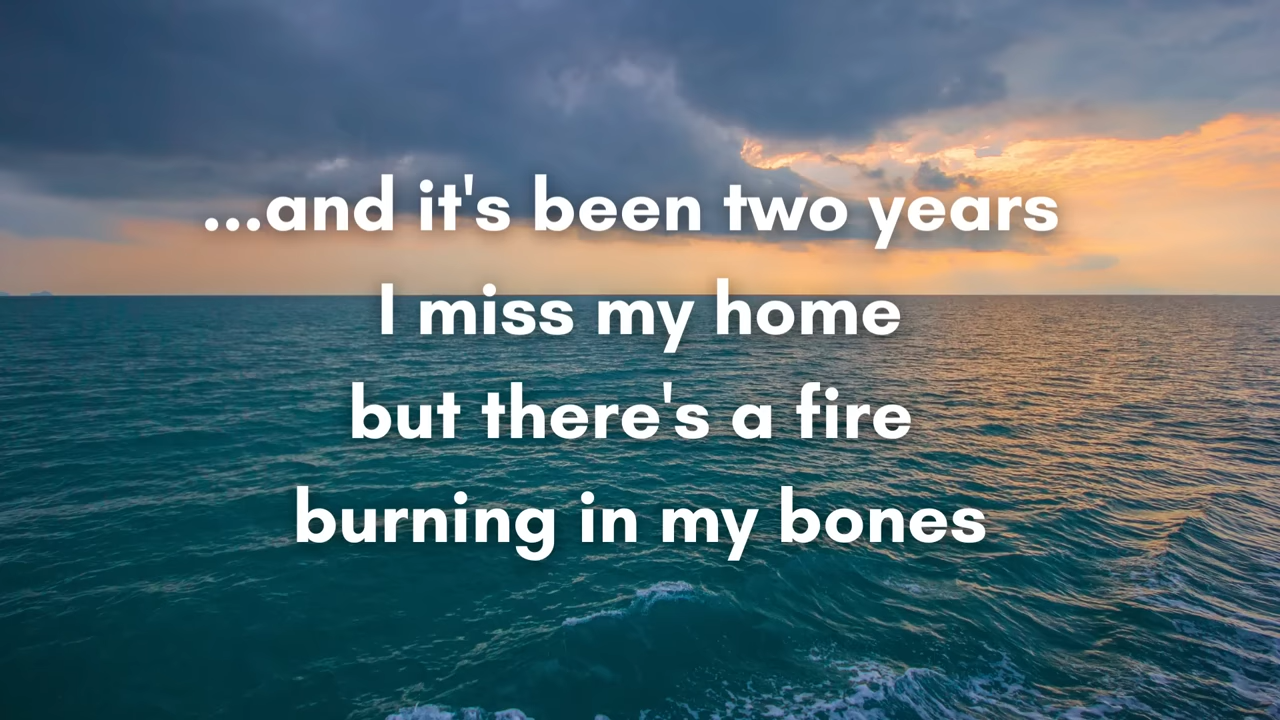 ...and it's been two years
I miss my home
but there's a fire
burning in my bones